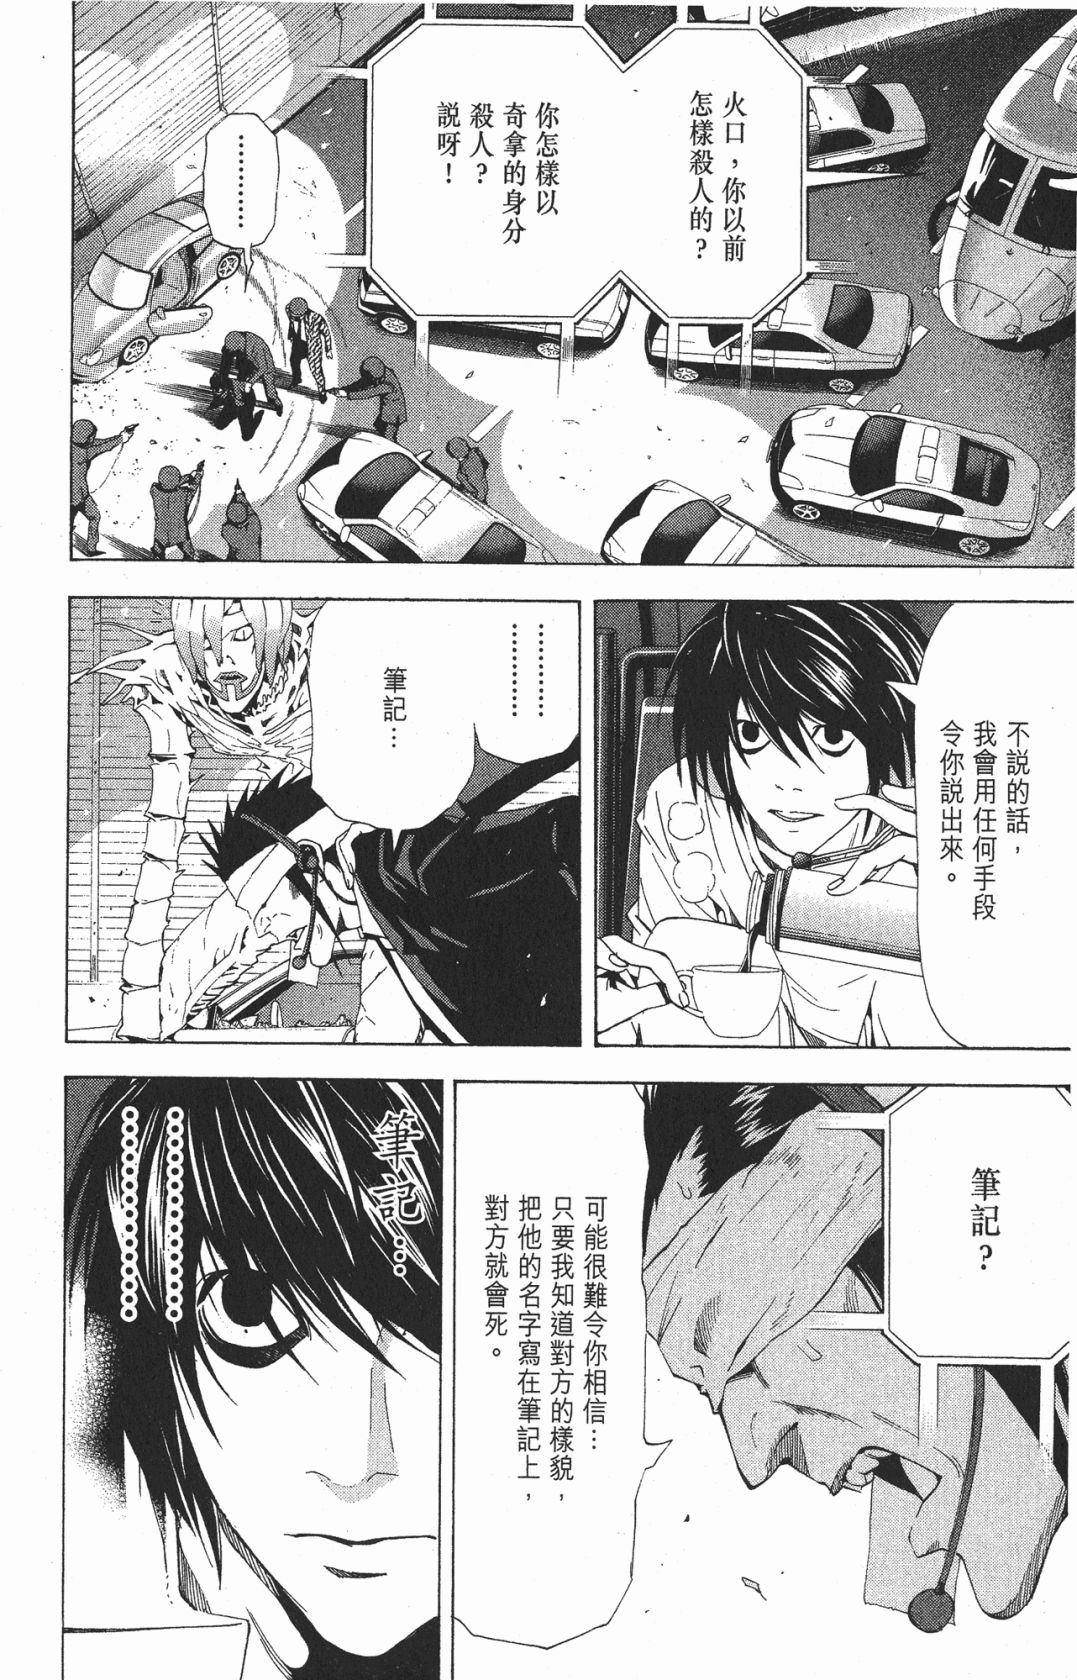 火口，你以前
怎樣殺人的？
你怎樣以
奇拿的身分
殺人？
説呀！
…………
不説的話，
我會用任何手段
令你説出來。
…………
筆記…
筆記？
可能很難令你相信…
只要我知道對方的樣貌，
把他的名字寫在筆記上，
對方就會死。
筆記…